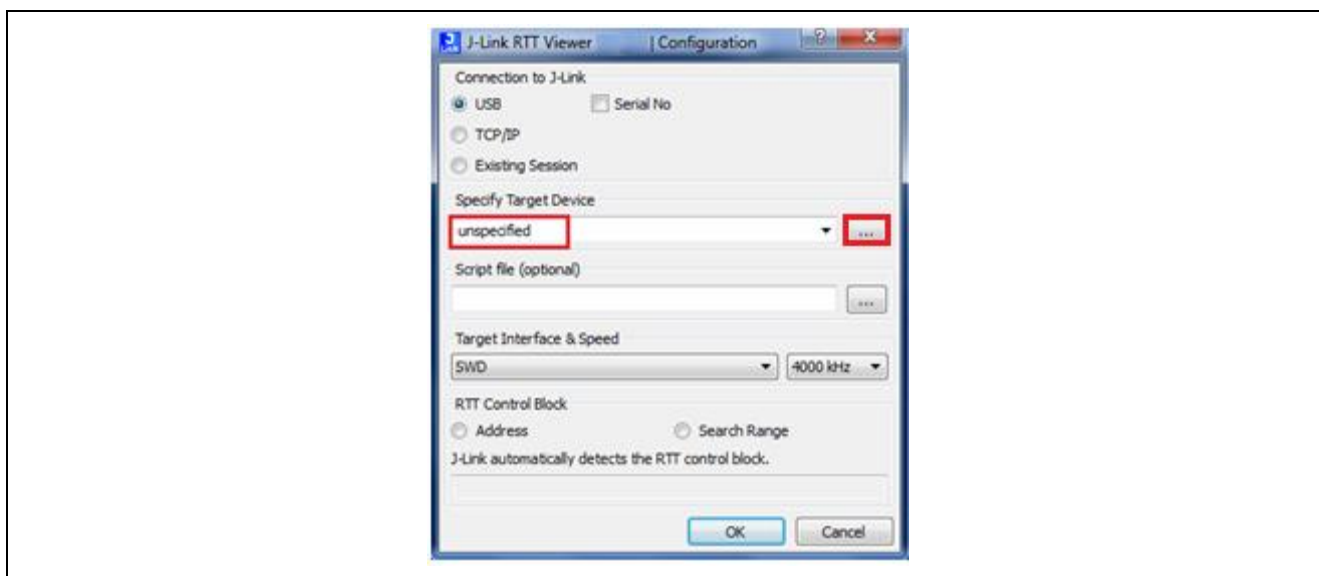 J-Link RTT Viewer | Configuration
Connection to J-Link
USB Serial No
TCP/IP
Existing Session
Specify Target Device
unspecified ...
Script file (optional)
...
Target Interface & Speed
SWD 4000 kHz
RTT Control Block
Address Search Range
J-Link automatically detects the RTT control block.
OK Cancel